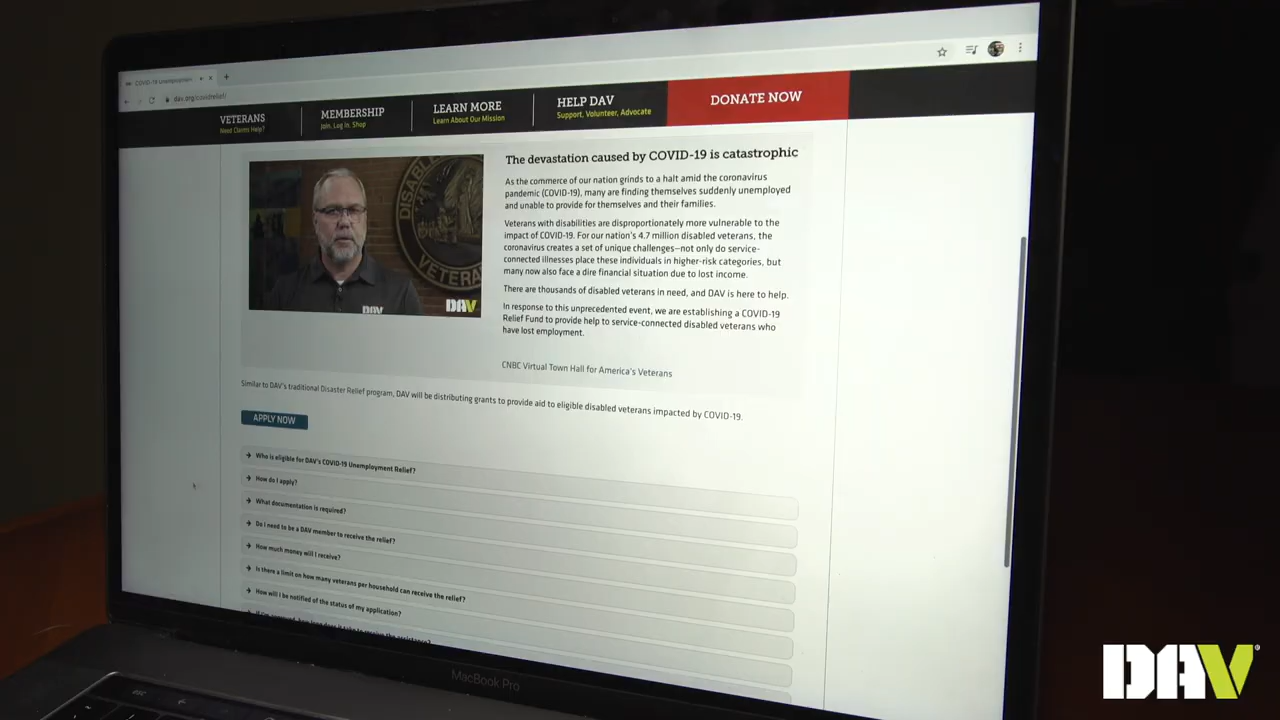 COVID-19 Unemployment
dav.org/covidrelief/
VETERANS
Need Claims Help?
MEMBERSHIP
Join, Log In, Shop
LEARN MORE
Learn About Our Mission
HELP DAV
Support, Volunteer, Advocate
DONATE NOW
DISABLE
VETERA
DAV
DAV
The devastation caused by COVID-19 is catastrophic
As the commerce of our nation grinds to a halt amid the coronavirus
pandemic (COVID-19), many are finding themselves suddenly unemployed
and unable to provide for themselves and their families.
Veterans with disabilities are disproportionately more vulnerable to the
impact of COVID-19. For our nation's 4.7 million disabled veterans, the
coronavirus creates a set of unique challenges—not only do service-
connected illnesses place these individuals in higher-risk categories, but
many now also face a dire financial situation due to lost income.
There are thousands of disabled veterans in need, and DAV is here to help.
In response to this unprecedented event, we are establishing a COVID-19
Relief Fund to provide help to service-connected disabled veterans who
have lost employment.
CNBC Virtual Town Hall for America's Veterans
Similar to DAV's traditional Disaster Relief program, DAV will be distributing grants to provide aid to eligible disabled veterans impacted by COVID-19.
APPLY NOW
Who is eligible for DAV's COVID-19 Unemployment Relief?
How do I apply?
What documentation is required?
Do I need to be a DAV member to receive the relief?
How much money will I receive?
Is there a limit on how many veterans per household can receive the relief?
How will I be notified of the status of my application?
MacBook Pro
esc
DAV®